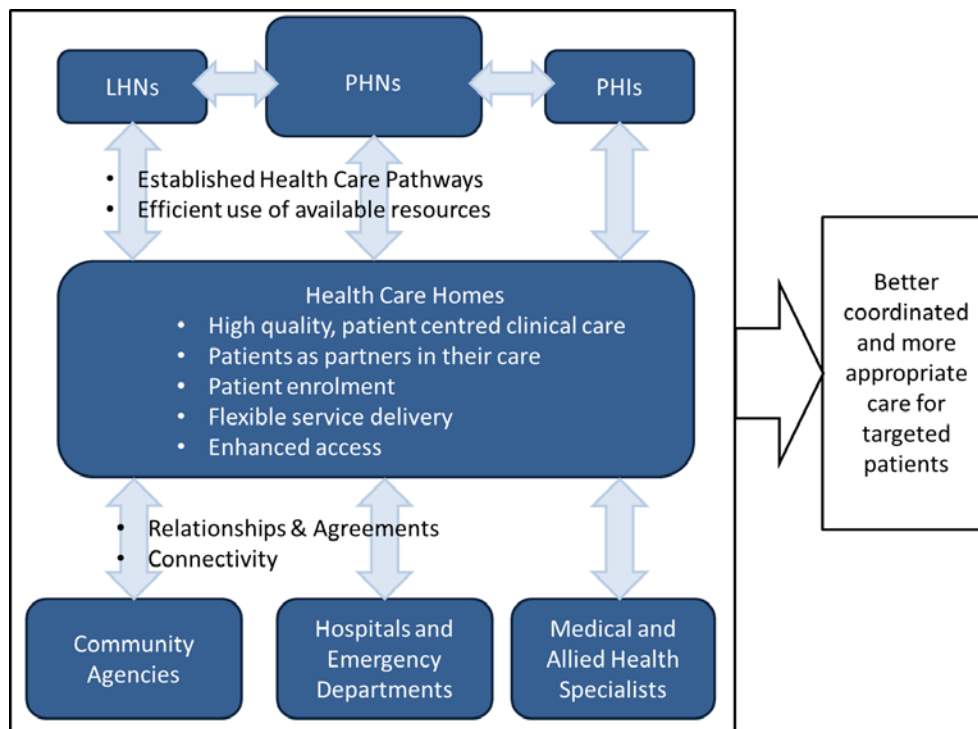 LHNs
PHNs
PHIs
• Established Health Care Pathways
• Efficient use of available resources
Health Care Homes
• High quality, patient centred clinical care
• Patients as partners in their care
• Patient enrolment
• Flexible service delivery
• Enhanced access
• Relationships & Agreements
• Connectivity
Community
Agencies
Hospitals and
Emergency
Departments
Medical and
Allied Health
Specialists
Better
coordinated
and more
appropriate
care for
targeted
patients